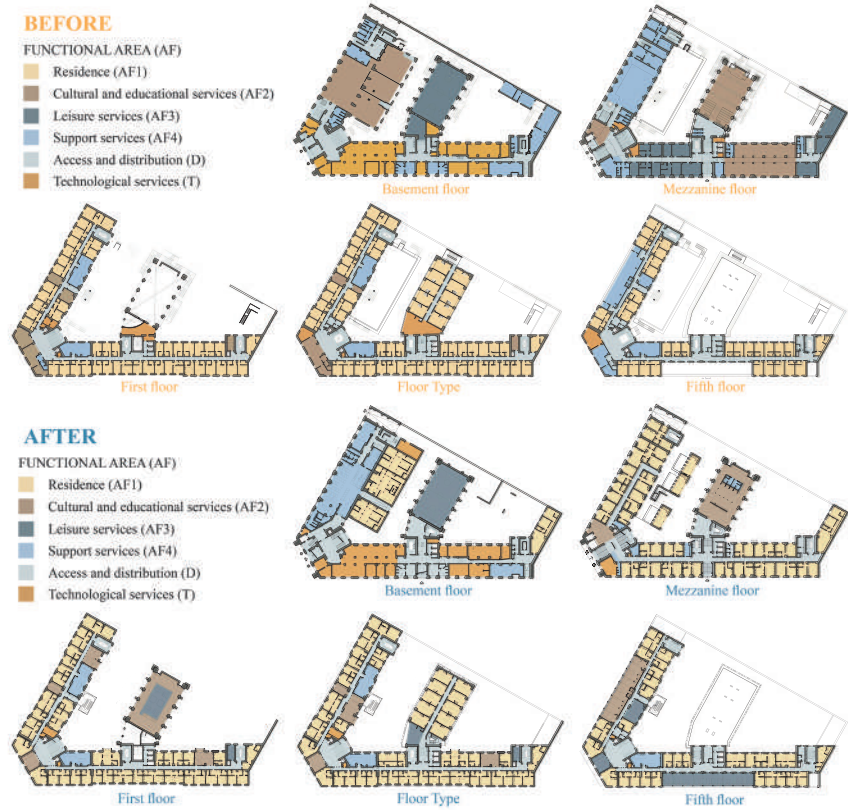 BEFORE
FUNCTIONAL AREA (AF)
Residence (AF1)
Cultural and educational services (AF2)
Leisure services (AF3)
Support services (AF4)
Access and distribution (D)
Technological services (T)
Basement floor
Mezzanine floor
First floor
Floor Type
Fifth floor
AFTER
FUNCTIONAL AREA (AF)
Residence (AF1)
Cultural and educational services (AF2)
Leisure services (AF3)
Support services (AF4)
Access and distribution (D)
Technological services (T)
Basement floor
Mezzanine floor
First floor
Floor Type
Fifth floor